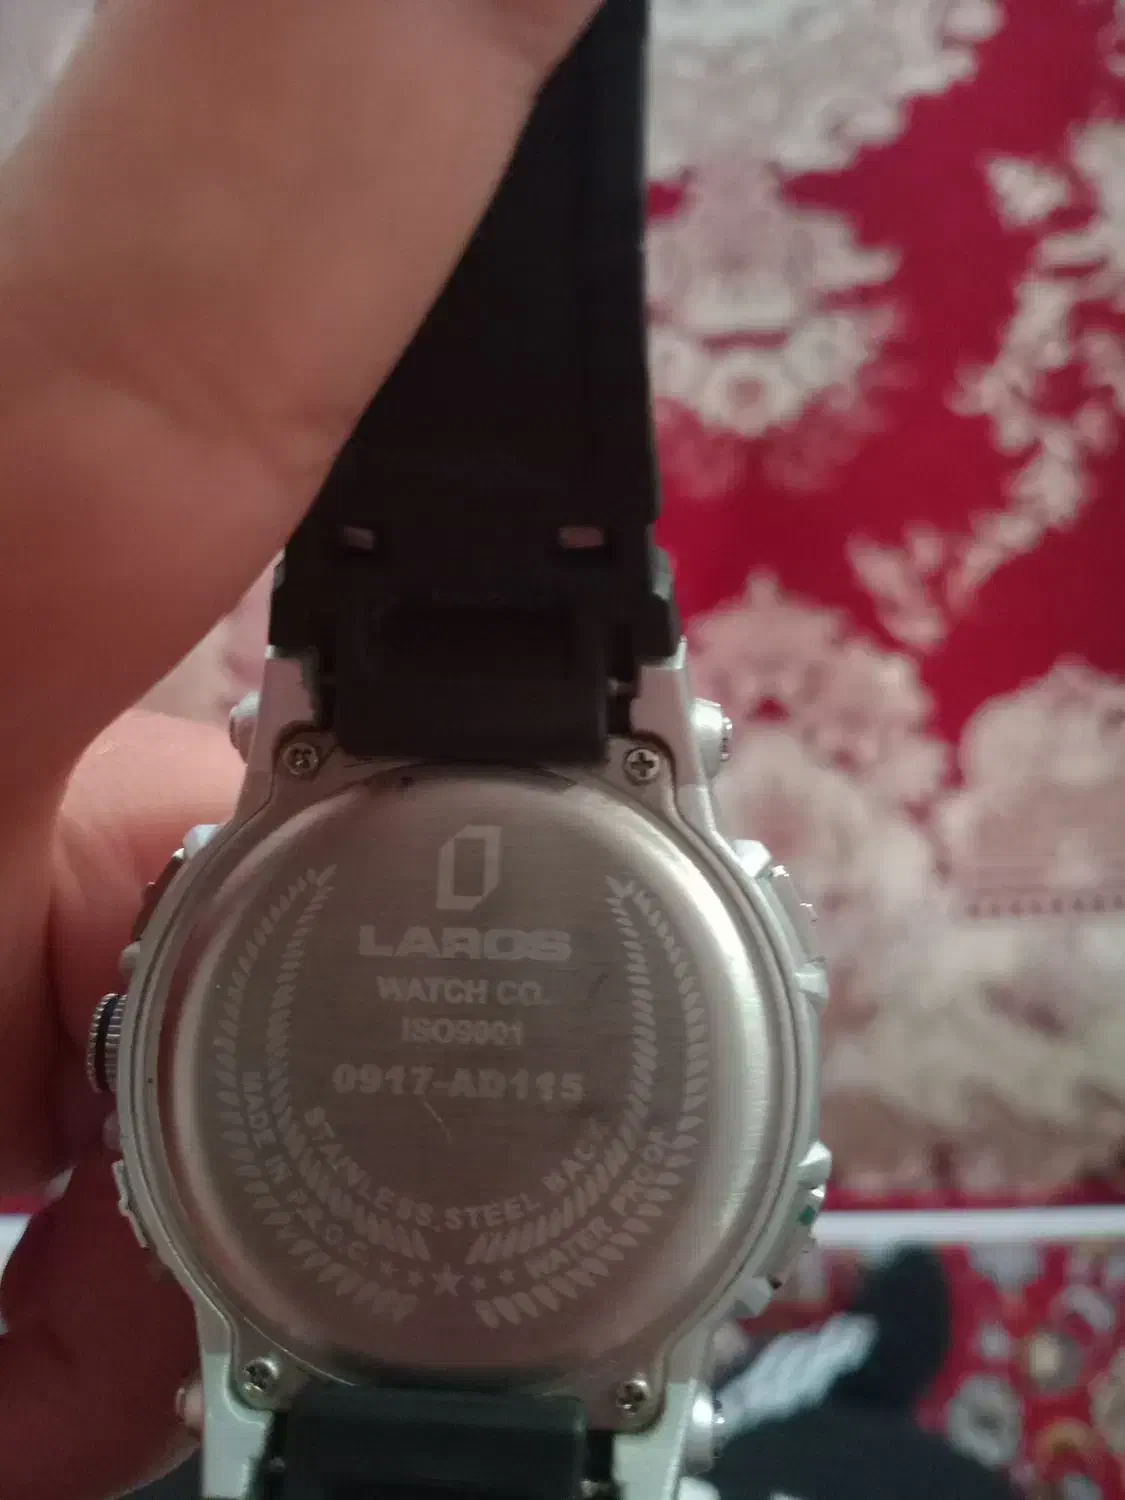 LAROS
WATCH CO.
ISO9001
0917-AD115
STAINLESS STEEL BACK
MADE IN P.R.O.C.
WATER PROOF